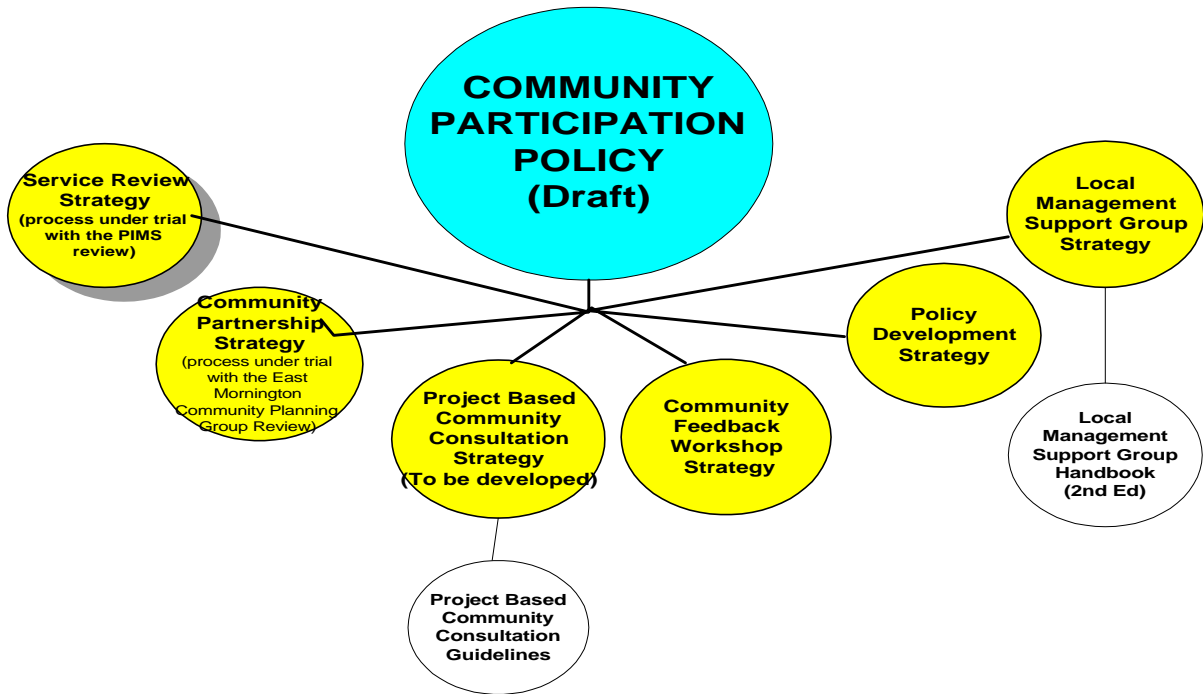 COMMUNITY
PARTICIPATION
POLICY
(Draft)
Service Review
Strategy
(process under trial
with the PIMS
review)
Community
Partnership
Strategy
(process under trial
with the East
Mornington
Community Planning
Group Review)
Project Based
Community
Consultation
Strategy
(To be developed)
Community
Feedback
Workshop
Strategy
Policy
Development
Strategy
Local
Management
Support Group
Strategy
Local
Management
Support Group
Handbook
(2nd Ed)
Project Based
Community
Consultation
Guidelines